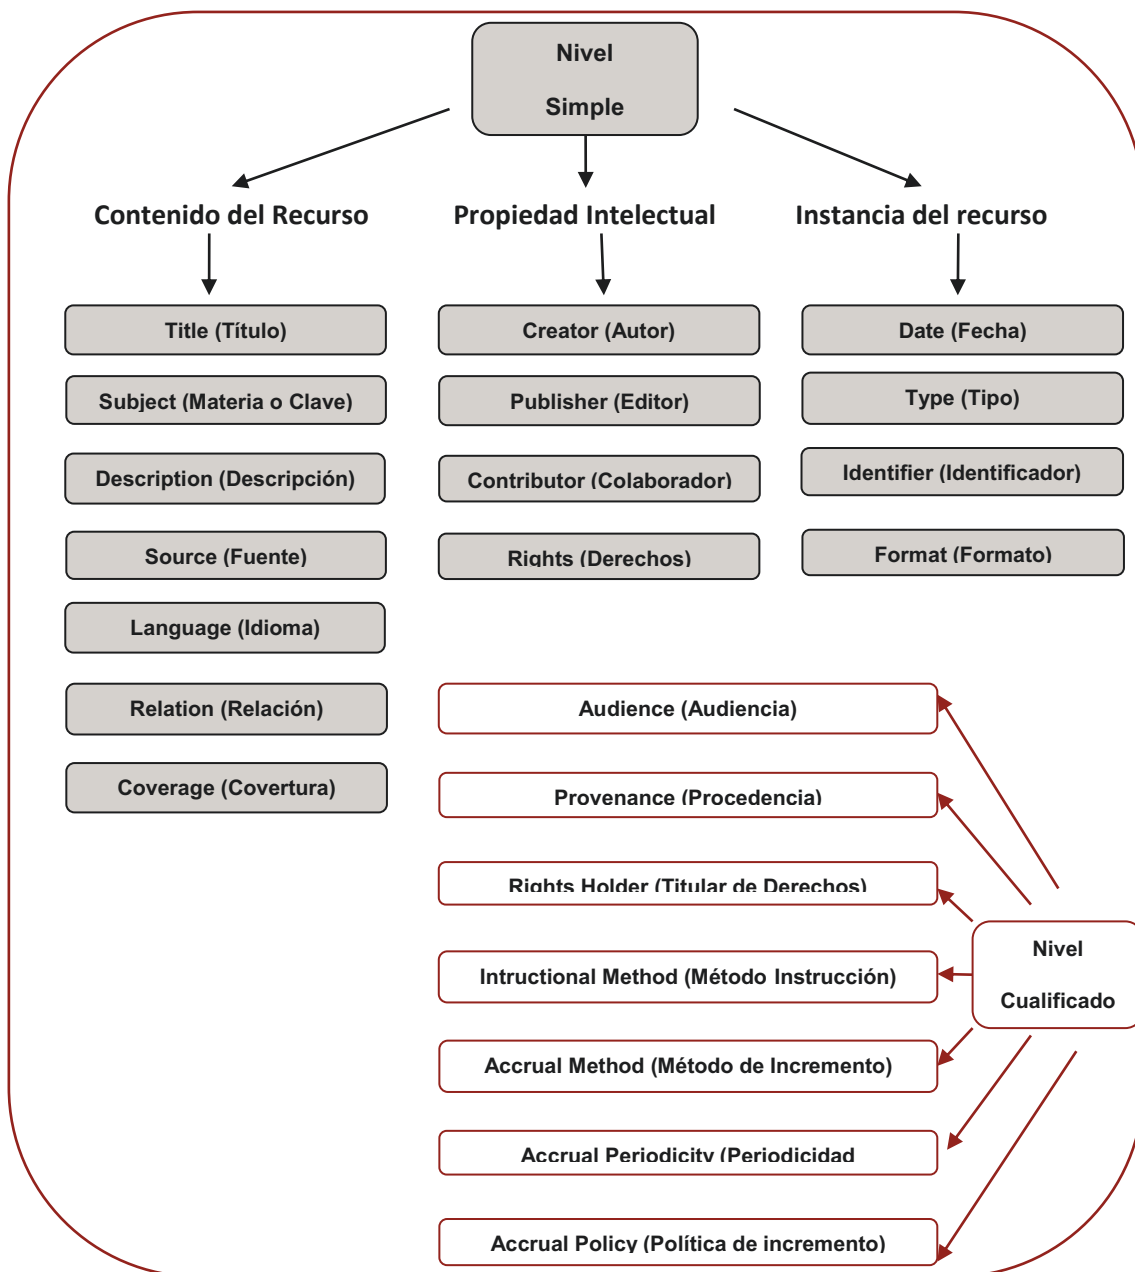 Nivel
Simple
Contenido del Recurso
Propiedad Intelectual
Instancia del recurso
Title (Título)
Subject (Materia o Clave)
Description (Descripción)
Source (Fuente)
Language (Idioma)
Relation (Relación)
Coverage (Covertura)
Creator (Autor)
Publisher (Editor)
Contributor (Colaborador)
Rights (Derechos)
Date (Fecha)
Type (Tipo)
Identifier (Identificador)
Format (Formato)
Audience (Audiencia)
Provenance (Procedencia)
Rights Holder (Titular de Derechos)
Intructional Method (Método Instrucción)
Accrual Method (Método de Incremento)
Accrual Periodicity (Periodicidad
Accrual Policy (Política de incremento)
Nivel
Cualificado